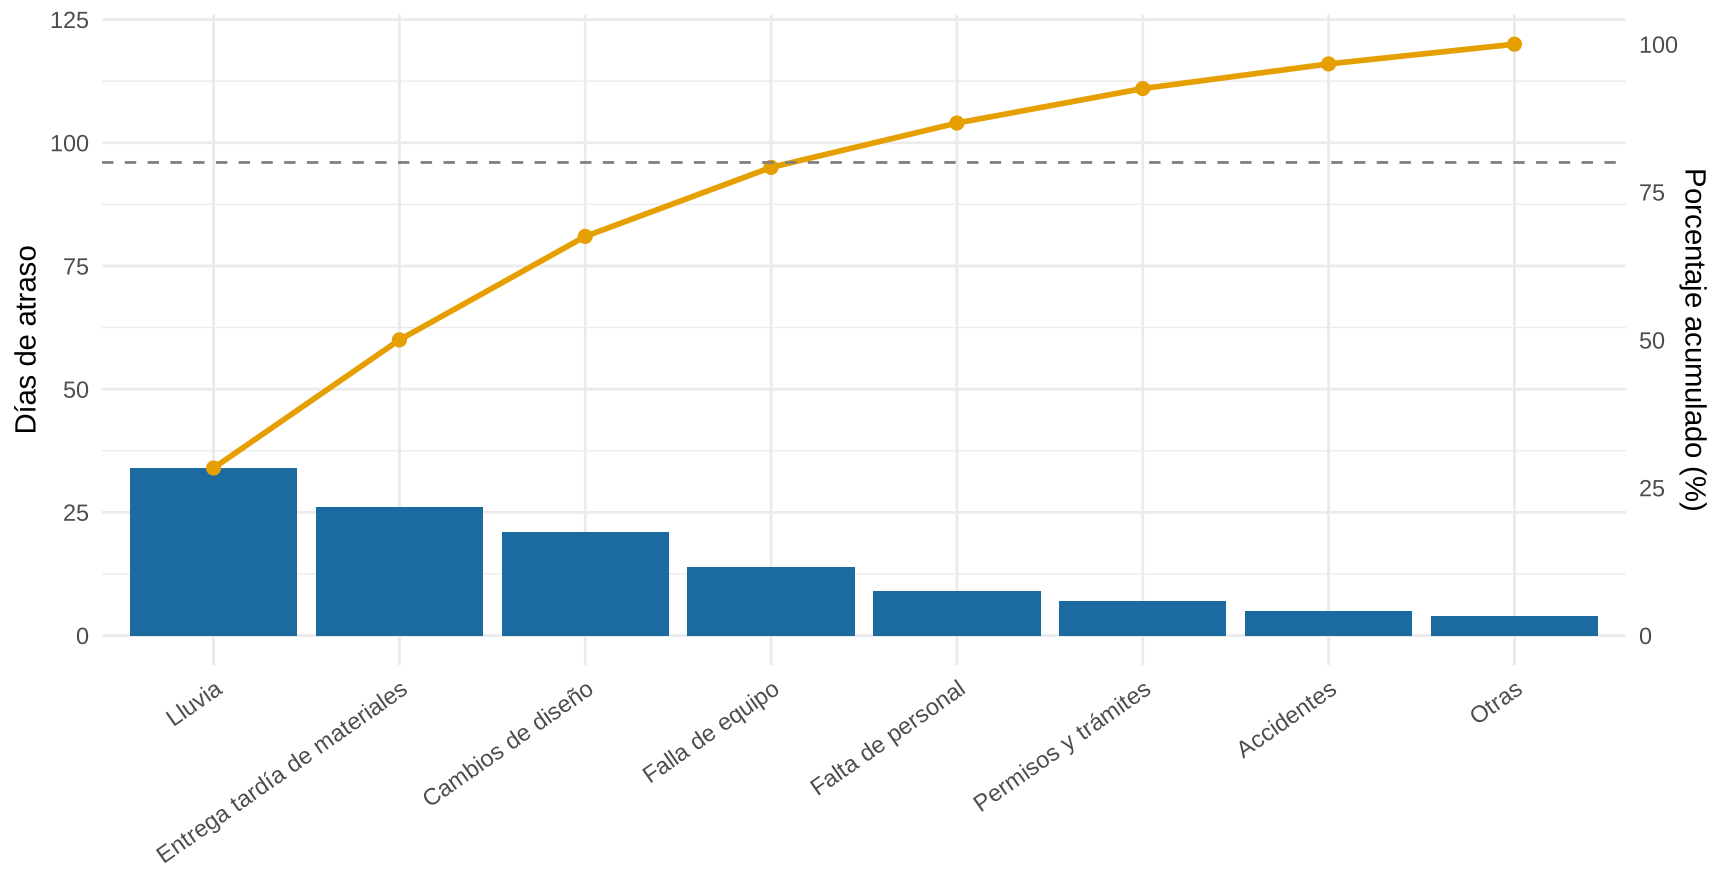 Días de atraso
125
100
75
50
25
0
100
75
50
25
0
Porcentaje acumulado (%)
Lluvia
Entrega tardía de materiales
Cambios de diseño
Falla de equipo
Falta de personal
Permisos y trámites
Accidentes
Otras